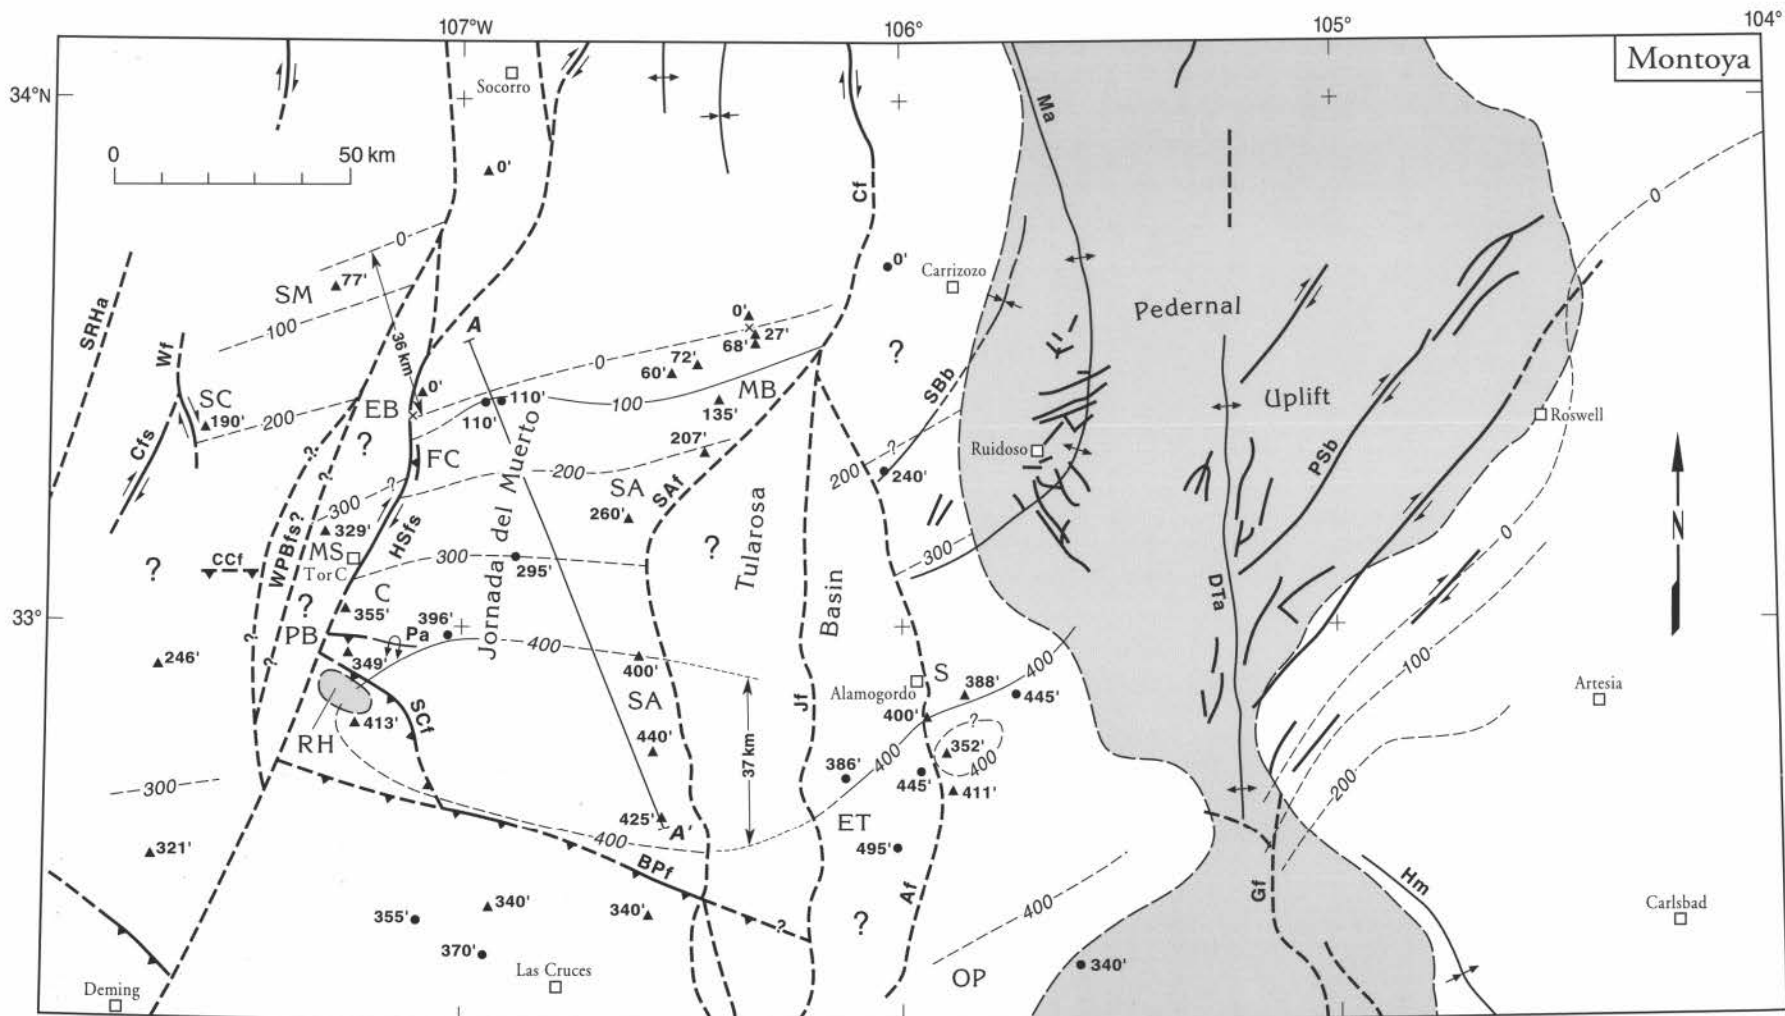 107°W
106°
105°
104°
Montoya
34°N
Socorro
0 50 km
0'
Ma
Cf
0
0
SM
77'
100
SRHa
36 km
A
Wf
SC
190'
200
Cfs
0'
EB
?
FC
110'
110'
0
100
72'
60'
0'
27'
68'
MB
135'
207'
200
SA
260'
SAf
0'
Carrizozo
?
SBb
200
?
240'
Pedernal
Uplift
Ruidoso
Roswell
PSb
N
?
300
?
329'
MS
TorC
HSfs
WPBfs?
?
CCf
?
?
C
355'
300
295'
Jornada del Muerto
Tularosa
Basin
?
300
DTa
0
100
200
33°
PB
?
?
396'
Pa
349'
400
246'
400'
SA
440'
SCf
413'
RH
37 km
Jf
Alamogordo
S
388'
400'
445'
400
?
352'
400
445'
411'
386'
400
Artesia
300
321'
425'
A'
400
BPf
ET
495'
Af
?
?
355'
340'
340'
370'
Las Cruces
Deming
400
OP
340'
Gf
Hm
Carlsbad